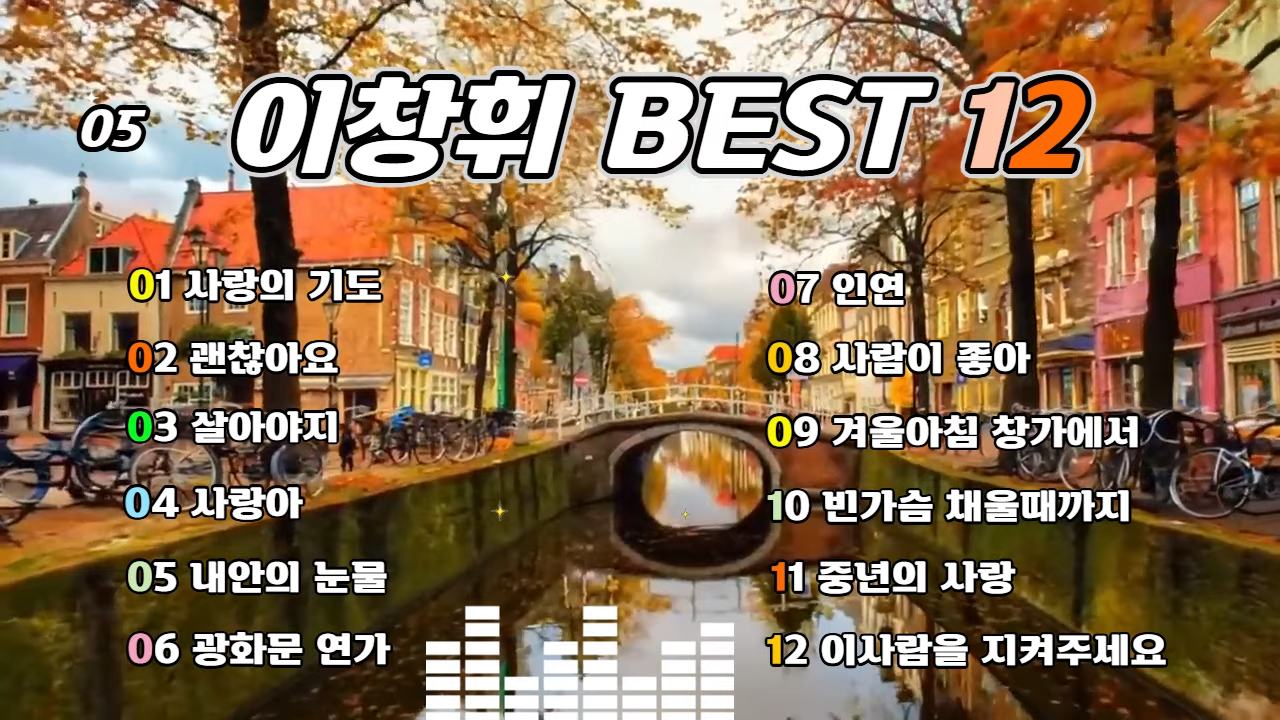 05
이창휘 BEST 12
01 사랑의 기도
02 괜찮아요
03 살아야지
04 사랑아
05 내안의 눈물
06 광화문 연가
07 인연
08 사람이 좋아
09 겨울아침 창가에서
10 빈가슴 채울때까지
11 중년의 사랑
12 이사람을 지켜주세요